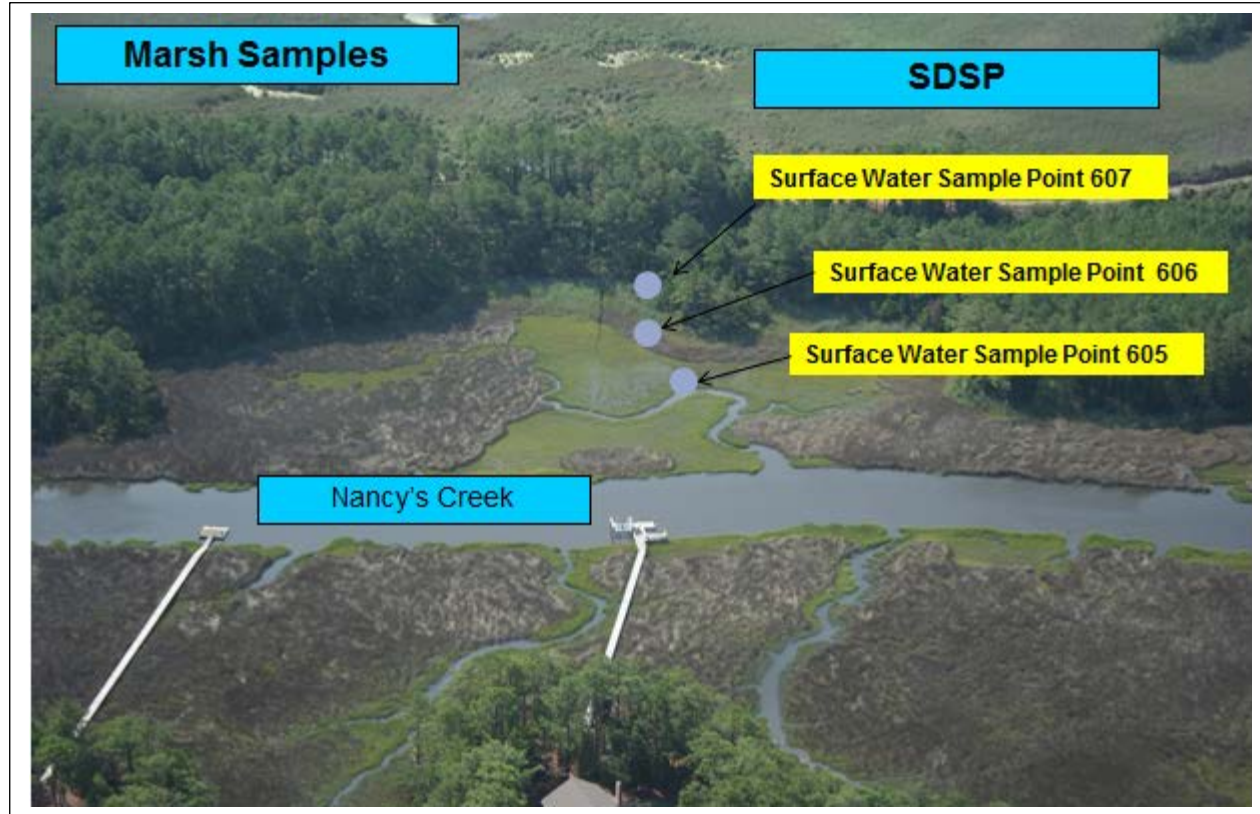 Marsh Samples
SDSP
Surface Water Sample Point 607
Surface Water Sample Point 606
Surface Water Sample Point 605
Nancy's Creek